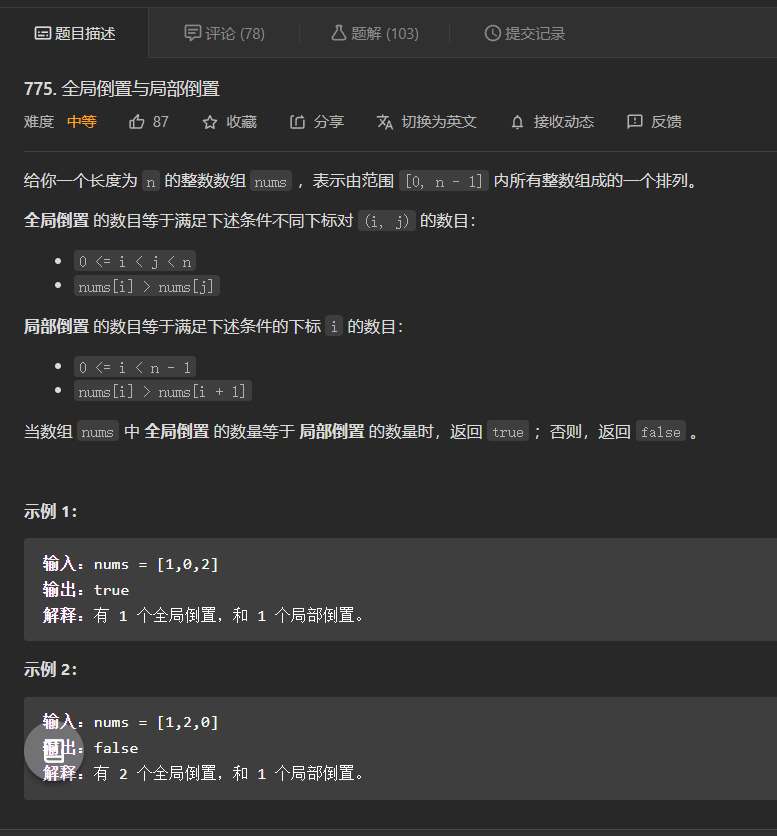 题目描述 评论 (78) 题解 (103) 提交记录
775. 全局倒置与局部倒置
难度 中等 87 收藏 分享 切换为英文 接收动态 反馈
给你一个长度为 n 的整数数组 nums ，表示由范围 [0, n - 1] 内所有整数组成的一个排列。
全局倒置 的数目等于满足下述条件不同下标对 (i, j) 的数目：
0 <= i < j < n
nums[i] > nums[j]
局部倒置 的数目等于满足下述条件的下标 i 的数目：
0 <= i < n - 1
nums[i] > nums[i + 1]
当数组 nums 中 全局倒置 的数量等于 局部倒置 的数量时，返回 true ；否则，返回 false 。
示例 1：
输入：nums = [1,0,2]
输出：true
解释：有 1 个全局倒置，和 1 个局部倒置。
示例 2：
输入：nums = [1,2,0]
输出：false
解释：有 2 个全局倒置，和 1 个局部倒置。